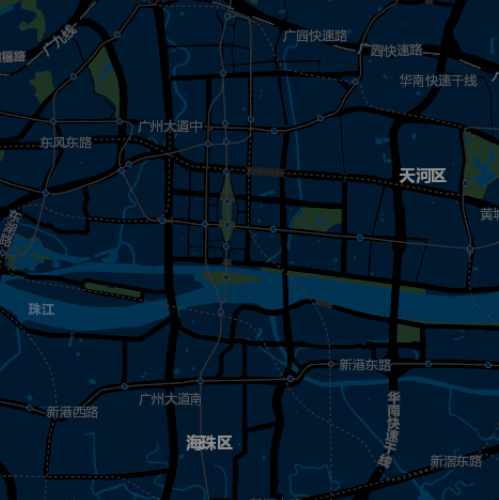 广园快速路
广九线
广园快速路
华南快速干线
广州大道中
东风东路
天河区
东湖路
珠江
新港东路
广州大道南
新港西路
华南快速干线
海珠区
新滘东路